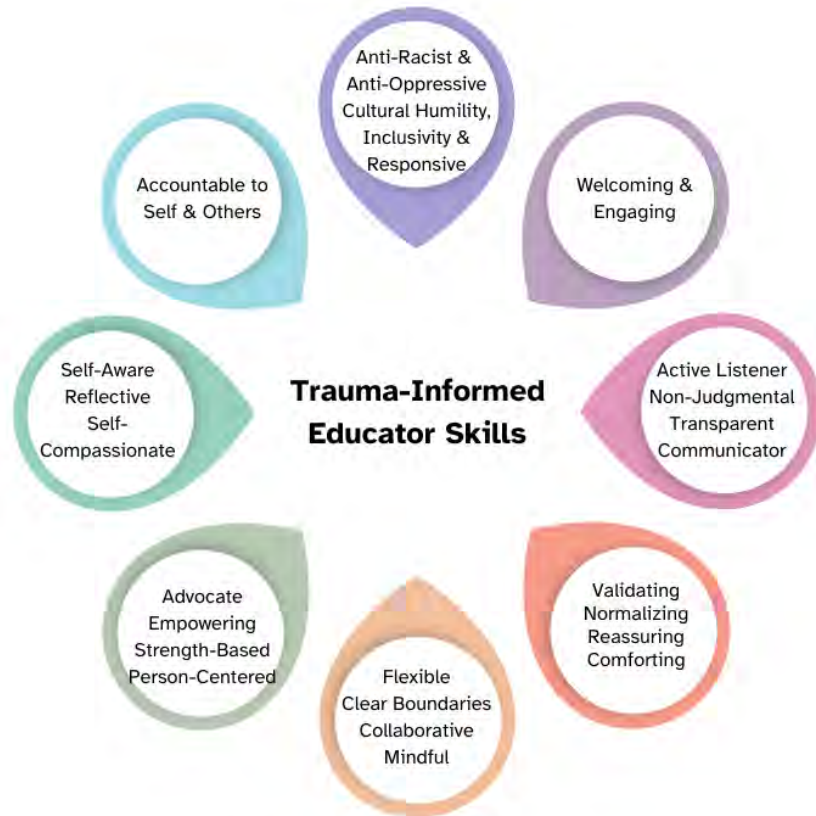 Anti-Racist &
Anti-Oppressive
Cultural Humility,
Inclusivity &
Responsive
Welcoming &
Engaging
Active Listener
Non-Judgmental
Transparent
Communicator
Validating
Normalizing
Reassuring
Comforting
Flexible
Clear Boundaries
Collaborative
Mindful
Advocate
Empowering
Strength-Based
Person-Centered
Self-Aware
Reflective
Self-
Compassionate
Accountable to
Self & Others
Trauma-Informed
Educator Skills